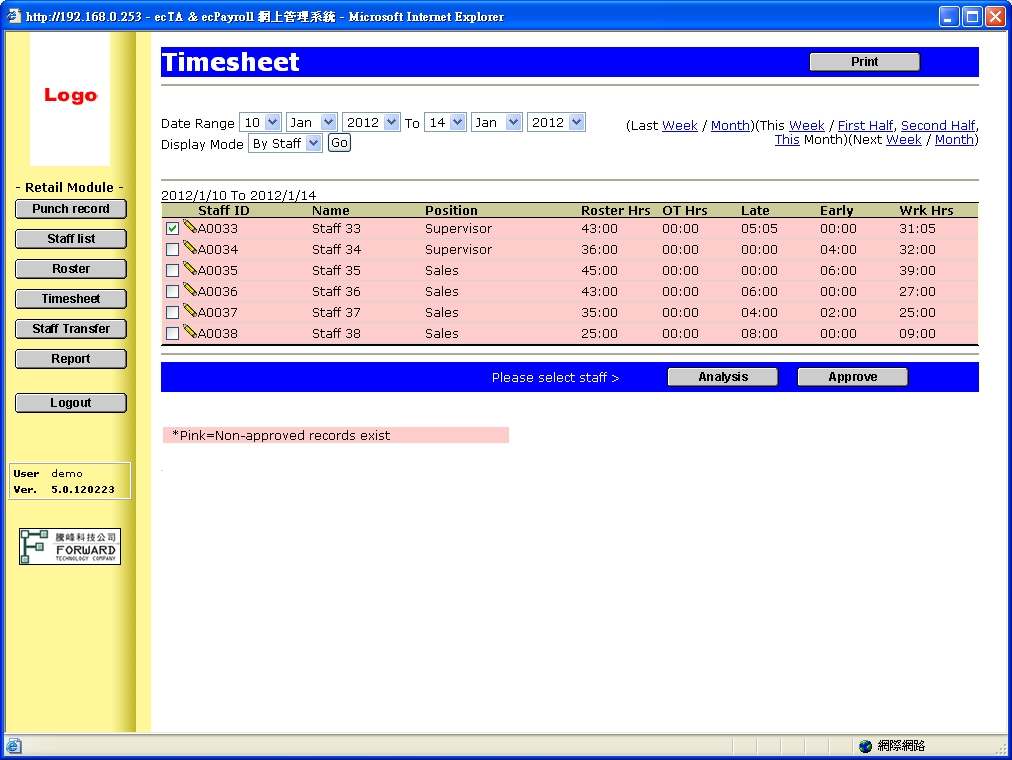 http://192.168.0.253 - ecTA & ecPayroll 網上管理系統 - Microsoft Internet Explorer
Logo
- Retail Module -
Punch record
Staff list
Roster
Timesheet
Staff Transfer
Report
Logout
User demo
Ver. 5.0.120223
騰峰科技公司
FORWARD
TECHNOLOGY COMPANY
Timesheet Print
Date Range 10 Jan 2012 To 14 Jan 2012
Display Mode By Staff Go
(Last Week / Month)(This Week / First Half, Second Half,
This Month)(Next Week / Month)
2012/1/10 To 2012/1/14
Staff ID Name Position Roster Hrs OT Hrs Late Early Wrk Hrs
A0033 Staff 33 Supervisor 43:00 00:00 05:05 00:00 31:05
A0034 Staff 34 Supervisor 36:00 00:00 00:00 04:00 32:00
A0035 Staff 35 Sales 45:00 00:00 00:00 06:00 39:00
A0036 Staff 36 Sales 43:00 00:00 06:00 00:00 27:00
A0037 Staff 37 Sales 35:00 00:00 04:00 02:00 25:00
A0038 Staff 38 Sales 25:00 00:00 08:00 00:00 09:00
Please select staff > Analysis Approve
*Pink=Non-approved records exist
網際網路